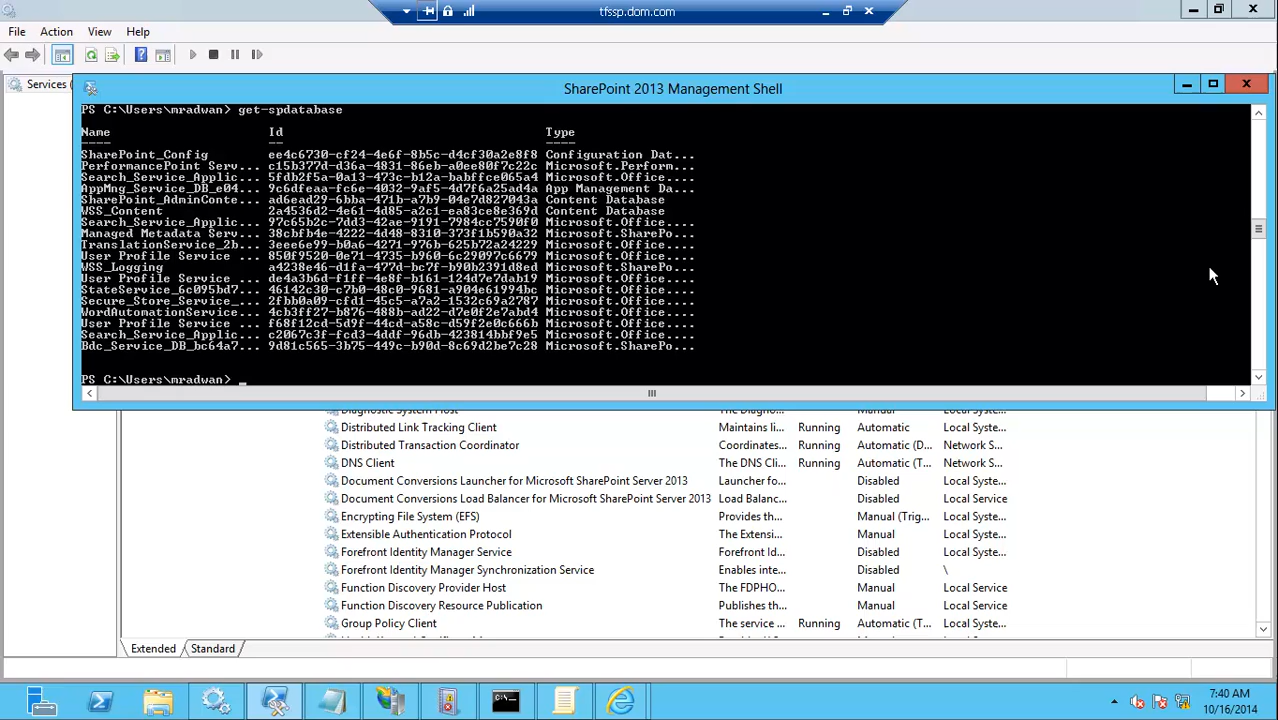 tfssp.dom.com
File Action View Help
Services (
SharePoint 2013 Management Shell
PS C:\Users\mradwan> get-spdatabase
Name Id Type
---- -- ----
SharePoint_Config ee4c6730-cf24-4e6f-8b5c-d4cf30a2e8f8 Configuration Dat...
PerformancePoint Serv... c15b377d-d36a-4831-86eb-a0ee80f7c22c Microsoft.Perform...
Search_Service_Applic... 5fdb2f5a-0a13-473c-b12a-babffce065a4 Microsoft.Office....
AppMng_Service_DB_e04... 9c6dfeaa-fc6e-4032-9af5-4d7f6a25ad4a App Management Da...
SharePoint_AdminConte... ad6ead29-6bba-471b-a7b9-04e7d827043a Content Database
WSS_Content 2a4536d2-4e61-4d85-a2c1-ea83ce8e369d Content Database
Search_Service_Applic... 97c65b2c-7dd3-42ae-9191-7984cc7590f0 Microsoft.Office....
Managed Metadata Serv... 38cbfb4e-4222-4d48-8310-373f1b590a32 Microsoft.SharePo...
TranslationService_2b... 3eee6e99-b0a6-4271-976b-625b72a24229 Microsoft.Office....
User Profile Service ... 850f9520-0e71-4735-b960-6c29097c6679 Microsoft.Office....
WSS_Logging a4238e46-d1fa-477d-bc7f-b90b2391d8ed Microsoft.SharePo...
User Profile Service ... de4a3b6d-f1ff-4e8f-b161-124d7e7dab19 Microsoft.Office....
StateService_6c095bd7... 46142c30-c7b0-48c0-9681-a904e61994bc Microsoft.Office....
Secure_Store_Service_... 2fbb0a09-cfd1-45c5-a7a2-1532c69a2787 Microsoft.Office....
WordAutomationService... 4cb3ff27-b876-488b-ad22-d7e0f2e7abd4 Microsoft.Office....
User Profile Service ... f68f12cd-5d9f-44cd-a58c-d59f2e0c666b Microsoft.Office....
Search_Service_Applic... c2067c3f-fcd3-4ddf-96db-423814bbf9e5 Microsoft.Office....
Bdc_Service_DB_bc64a7... 9d81c565-3b75-449c-b90d-8c69d2be7c28 Microsoft.SharePo...
PS C:\Users\mradwan> _
Diagnostic System Host The Diagno... Manual Local Syste...
Distributed Link Tracking Client Maintains li... Running Automatic Local Syste...
Distributed Transaction Coordinator Coordinates... Running Automatic (D... Network S...
DNS Client The DNS Cli... Running Automatic (T... Network S...
Document Conversions Launcher for Microsoft SharePoint Server 2013 Launcher fo... Disabled Local Syste...
Document Conversions Load Balancer for Microsoft SharePoint Server 2013 Load Balanc... Disabled Local Service
Encrypting File System (EFS) Provides th... Manual (Trig... Local Syste...
Extensible Authentication Protocol The Extensi... Manual Local Syste...
Forefront Identity Manager Service Forefront Id... Disabled Local Syste...
Forefront Identity Manager Synchronization Service Enables inte... Disabled \
Function Discovery Provider Host The FDPHO... Manual Local Service
Function Discovery Resource Publication Publishes th... Manual Local Service
Group Policy Client The service ... Running Automatic (T... Local Syste...
Extended Standard
7:40 AM
10/16/2014